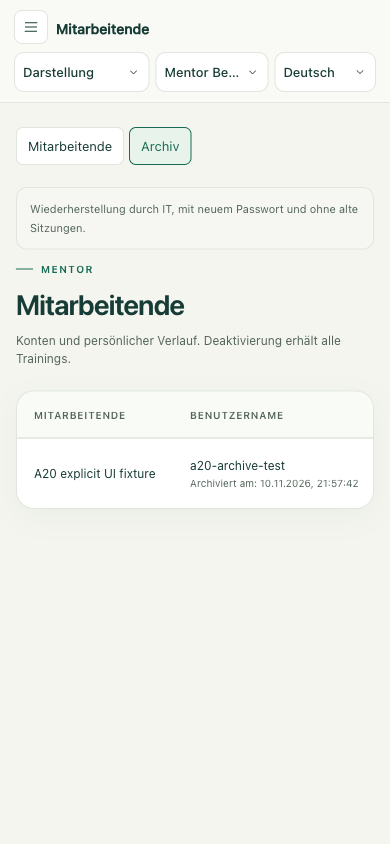 Mitarbeitende
Darstellung
Mentor Be...
Deutsch
Mitarbeitende
Archiv
Wiederherstellung durch IT, mit neuem Passwort und ohne alte
Sitzungen.
MENTOR
Mitarbeitende
Konten und persönlicher Verlauf. Deaktivierung erhält alle
Trainings.
MITARBEITENDE
BENUTZERNAME
A20 explicit UI fixture
a20-archive-test
Archiviert am: 10.11.2026, 21:57:42